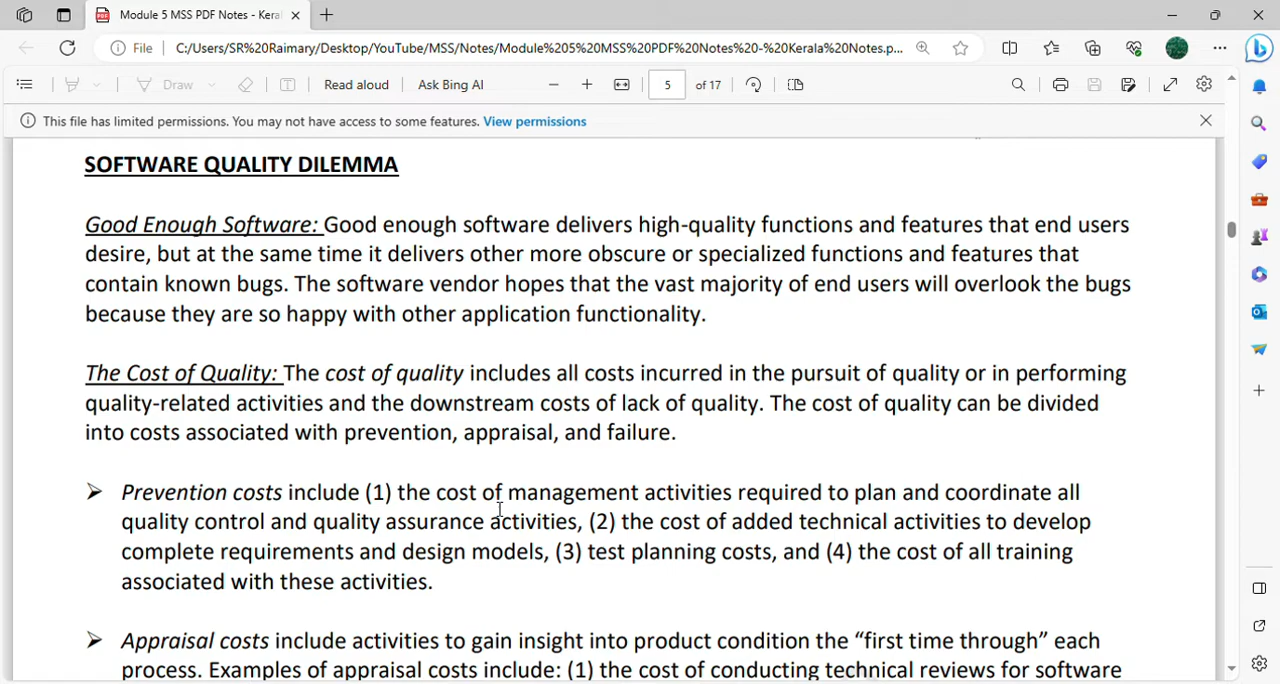 Module 5 MSS PDF Notes - Kera
File
C:/Users/SR%20Raimary/Desktop/YouTube/MSS/Notes/Module%205%20MSS%20PDF%20Notes%20-%20Kerala%20Notes.p...
Draw
Read aloud
Ask Bing AI
5
of 17
This file has limited permissions. You may not have access to some features. View permissions
SOFTWARE QUALITY DILEMMA
Good Enough Software: Good enough software delivers high-quality functions and features that end users
desire, but at the same time it delivers other more obscure or specialized functions and features that
contain known bugs. The software vendor hopes that the vast majority of end users will overlook the bugs
because they are so happy with other application functionality.
The Cost of Quality: The cost of quality includes all costs incurred in the pursuit of quality or in performing
quality-related activities and the downstream costs of lack of quality. The cost of quality can be divided
into costs associated with prevention, appraisal, and failure.
➢ Prevention costs include (1) the cost of management activities required to plan and coordinate all
quality control and quality assurance activities, (2) the cost of added technical activities to develop
complete requirements and design models, (3) test planning costs, and (4) the cost of all training
associated with these activities.
➢ Appraisal costs include activities to gain insight into product condition the “first time through” each
process. Examples of appraisal costs include: (1) the cost of conducting technical reviews for software